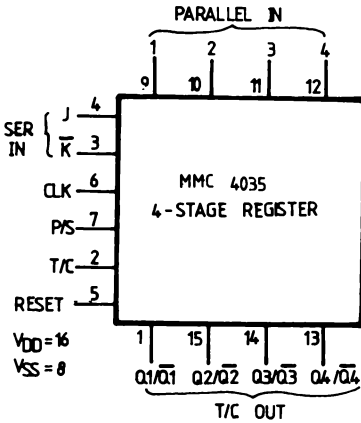 PARALLEL IN
1 2 3 4
9 10 11 12
J 4
SER IN
K̅ 3
MMC 4035
CLK 6
4-STAGE REGISTER
P/S 7
T/C 2
RESET 5
VDD=16
VSS=8
1 15 14 13
Q1/Q̅1̅ Q2/Q̅2̅ Q3/Q̅3̅ Q4/Q̅4̅
T/C OUT